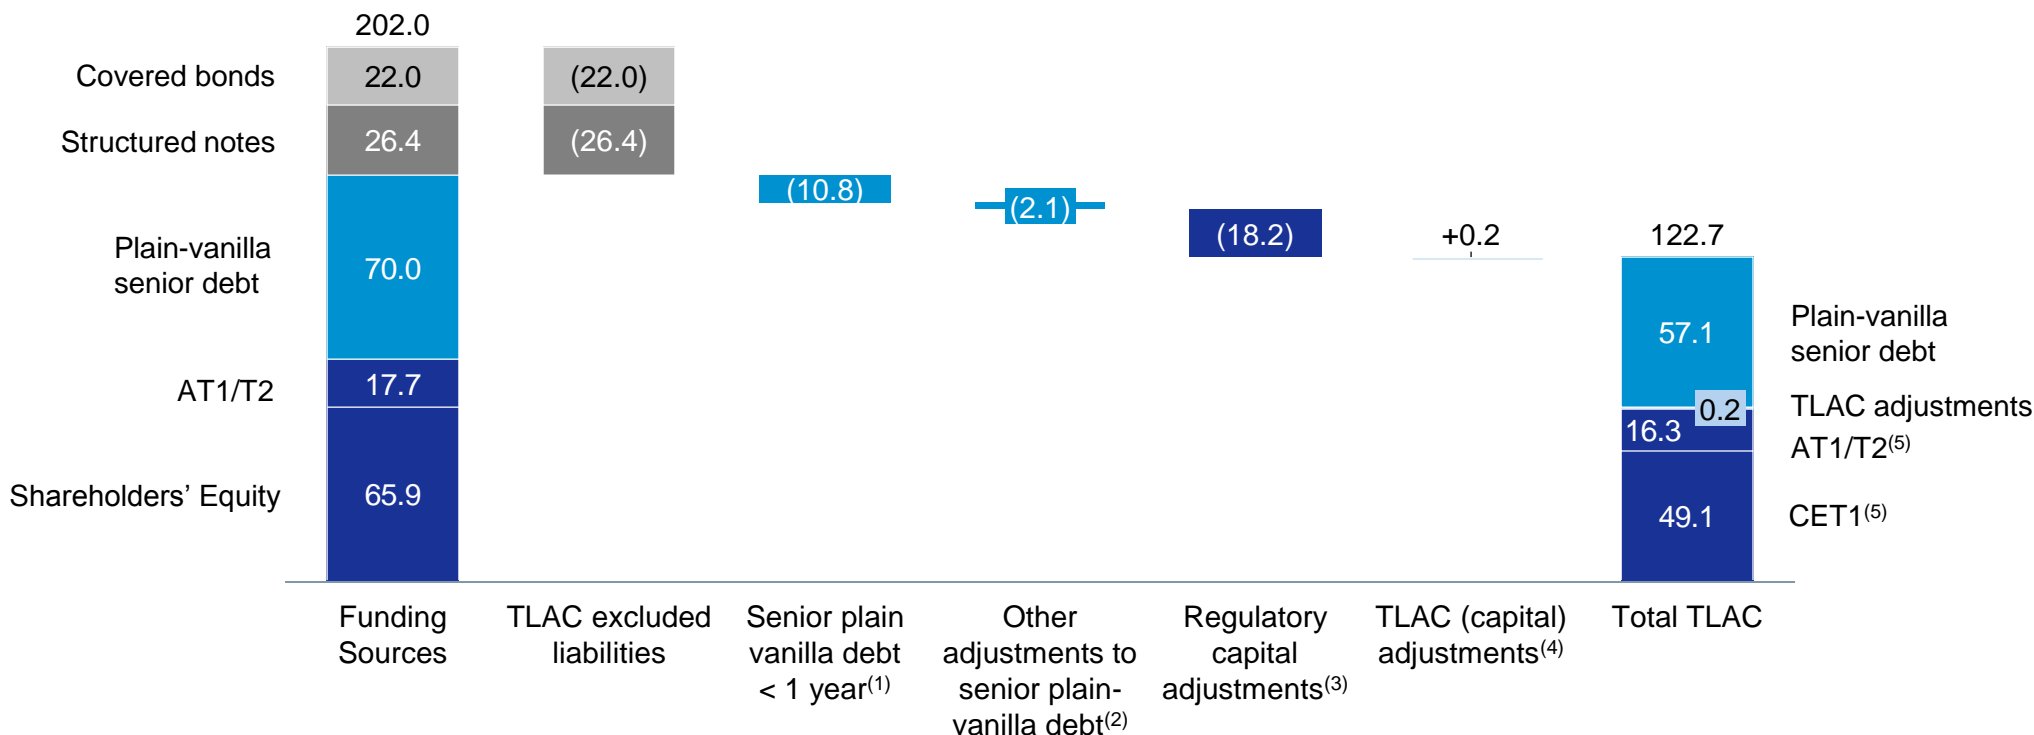 202.0
Covered bonds
22.0
(22.0)
Structured notes
26.4
(26.4)
Plain-vanilla
senior debt
70.0
(10.8)
(2.1)
(18.2)
+0.2
122.7
57.1
Plain-vanilla
senior debt
AT1/T2
17.7
0.2
TLAC adjustments
16.3
AT1/T2(5)
Shareholders’ Equity
65.9
49.1
CET1(5)
Funding
Sources
TLAC excluded
liabilities
Senior plain
vanilla debt
< 1 year(1)
Other
adjustments to
senior plain-
vanilla debt(2)
Regulatory
capital
adjustments(3)
TLAC (capital)
adjustments(4)
Total TLAC